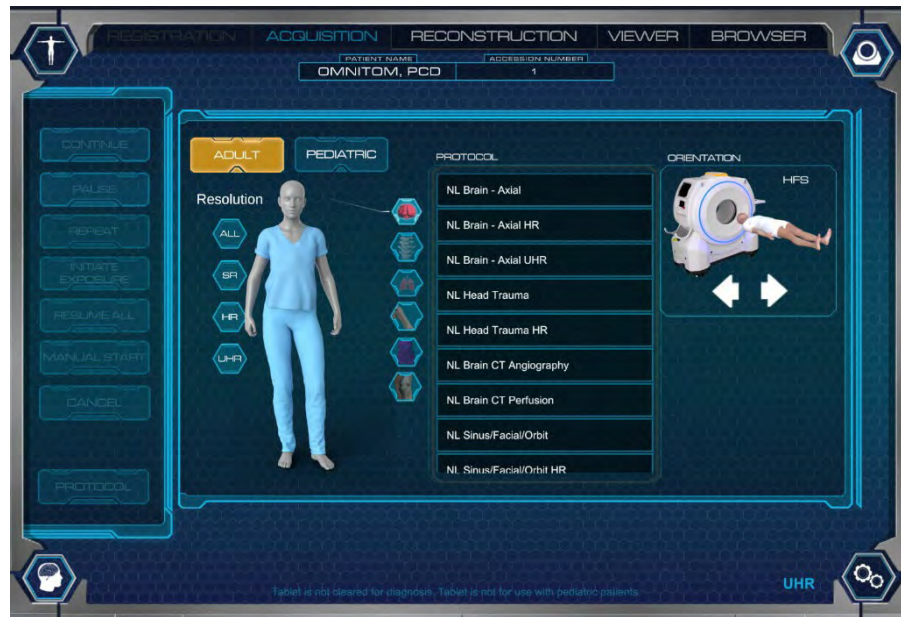 REGISTRATION ACQUISITION RECONSTRUCTION VIEWER BROWSER
PATIENT NAME ACCESSION NUMBER
OMNITOM, PCD 1
CONTINUE
PAUSE
REPEAT
INITIATE
EXPOSURE
RESUME ALL
MANUAL START
CANCEL
PROTOCOL
ADULT PEDIATRIC
Resolution
ALL
SR
HR
UHR
PROTOCOL
NL Brain - Axial
NL Brain - Axial HR
NL Brain - Axial UHR
NL Head Trauma
NL Head Trauma HR
NL Brain CT Angiography
NL Brain CT Perfusion
NL Sinus/Facial/Orbit
NL Sinus/Facial/Orbit HR
ORIENTATION
HFS
Tablet is not cleared for diagnosis. Tablet is not for use with pediatric patients.
UHR